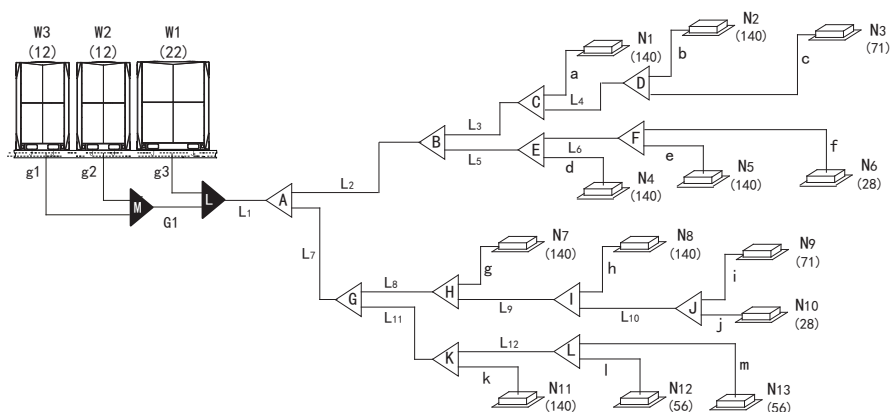 W3 W2 W1
(12) (12) (22)
g1 g2 g3
M G1 L L1 A
L2 B
L3 C
a N1
(140)
L4 D
b N2
(140)
c N3
(71)
L5 E
d N4
(140)
L6 F
e N5
(140)
f N6
(28)
L7 G
L8 H
g N7
(140)
L9 I
h N8
(140)
L10 J
i N9
(71)
j N10
(28)
L11 K
k N11
(140)
L12 L
l N12
(56)
m N13
(56)